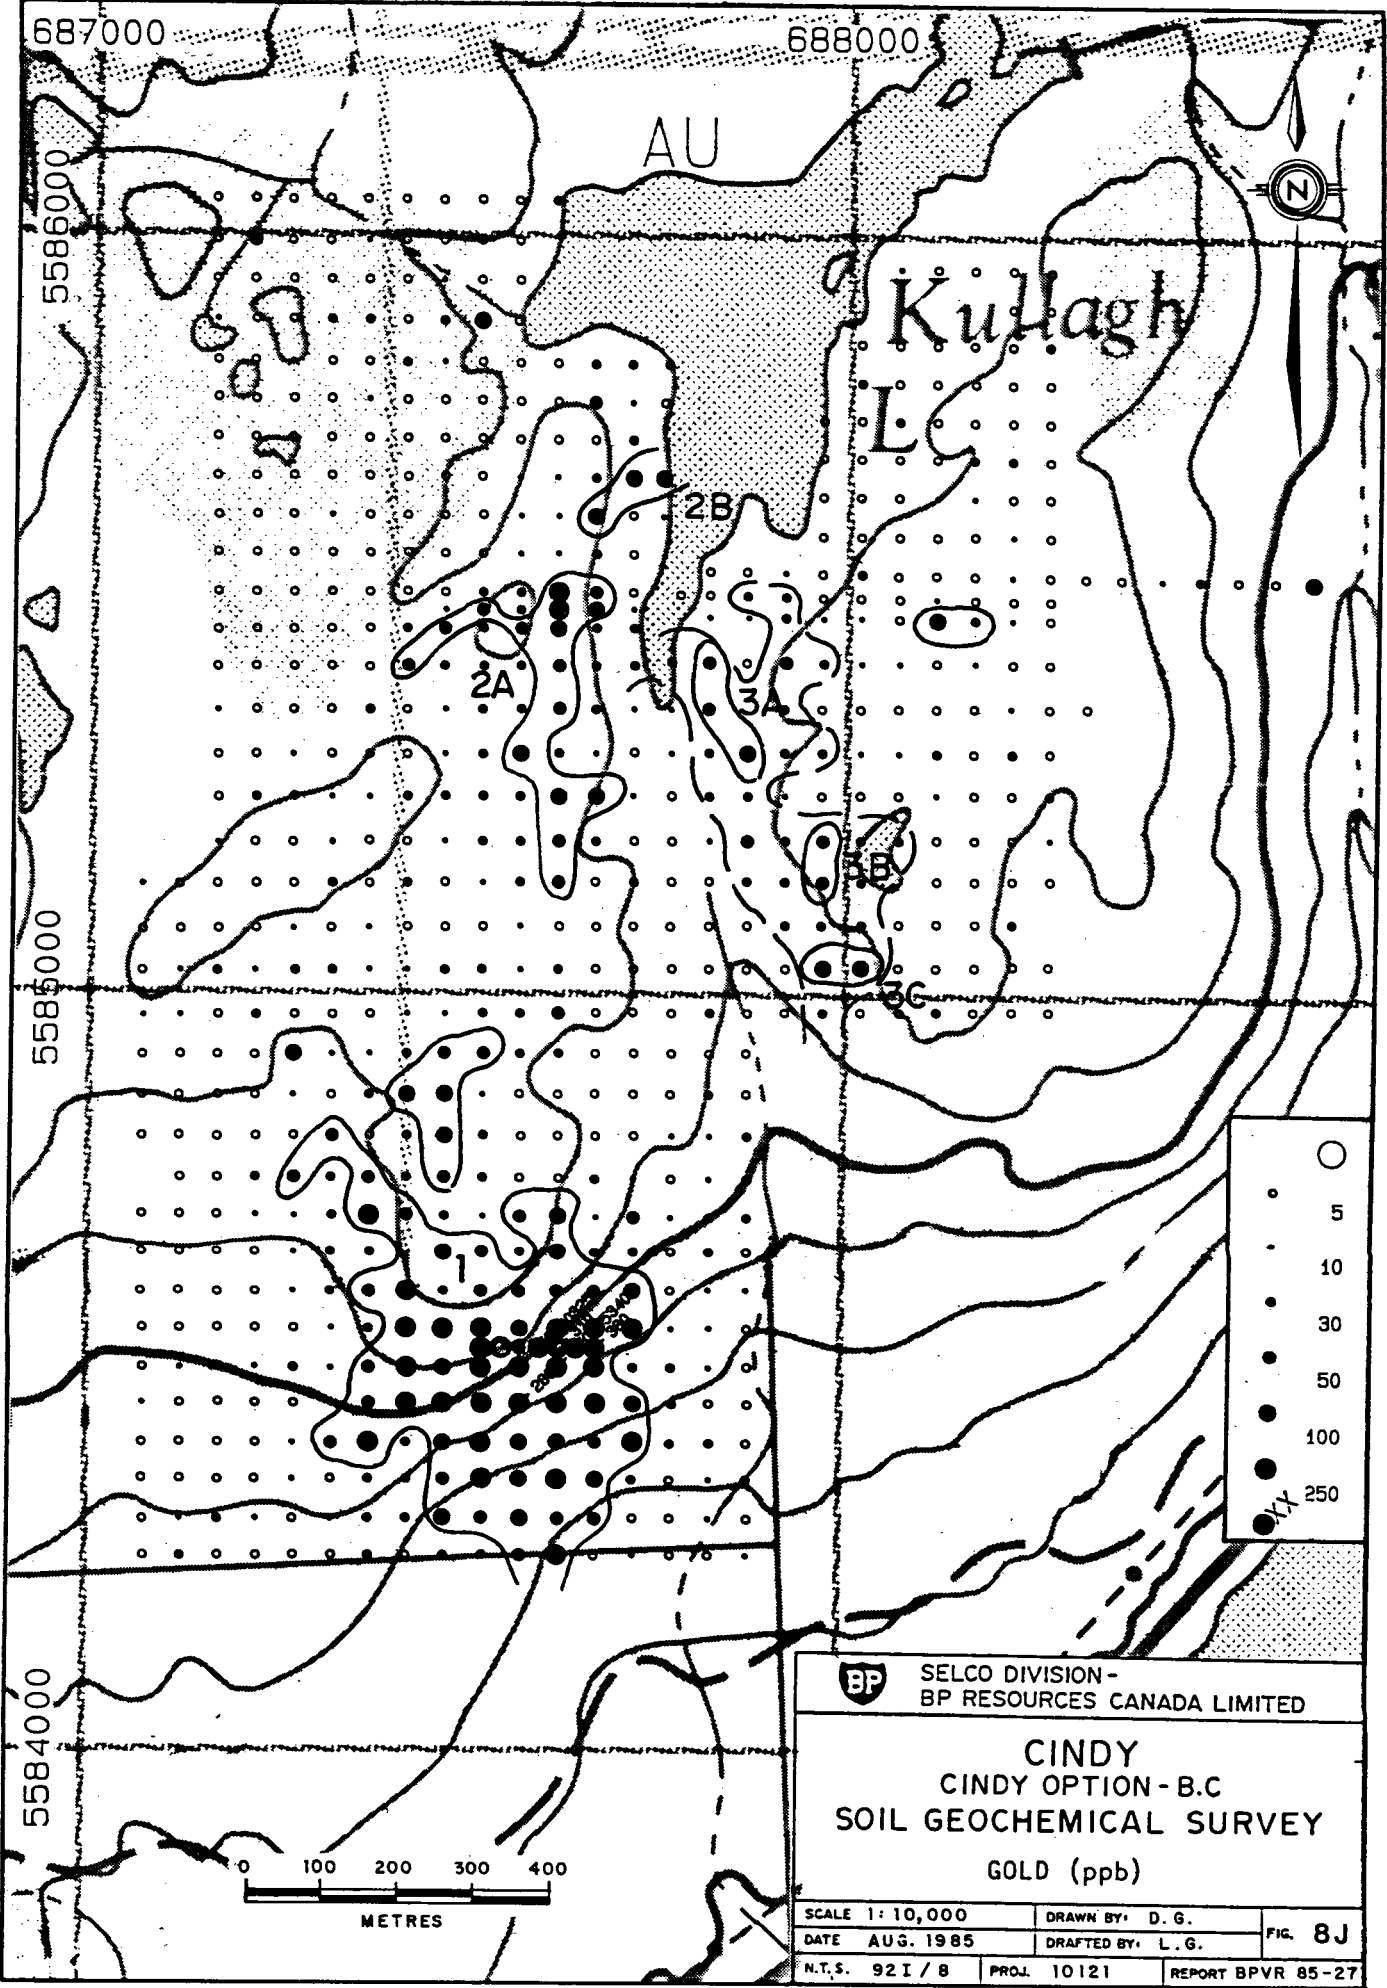 687000
688000
AU
5586000
N
Kullagh
L
2B
2A
3A
3B
5585000
3C
1
5
10
30
50
100
250
XX
5584000
0 100 200 300 400
METRES
BP
SELCO DIVISION-
BP RESOURCES CANADA LIMITED
CINDY
CINDY OPTION - B.C
SOIL GEOCHEMICAL SURVEY
GOLD (ppb)
SCALE 1: 10,000
DRAWN BY: D. G.
FIG. 8J
DATE AUG. 1985
DRAFTED BY: L. G.
N.T.S. 92 I / 8
PROJ. 10121
REPORT BPVR 85-27